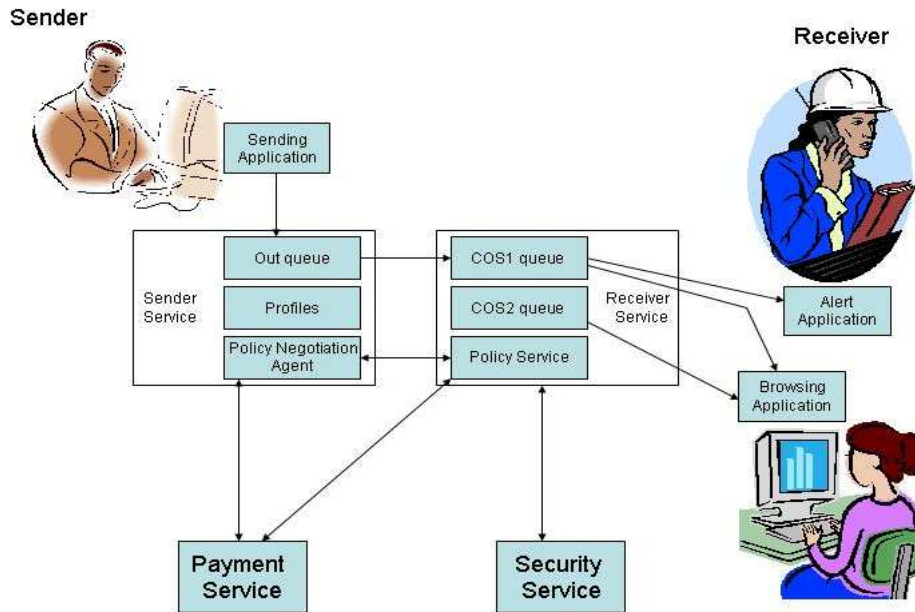 Sender
Receiver
Sending
Application
Out queue
COS1 queue
Sender
Service
Profiles
COS2 queue
Receiver
Service
Alert
Application
Policy Negotiation
Agent
Policy Service
Browsing
Application
Payment
Service
Security
Service